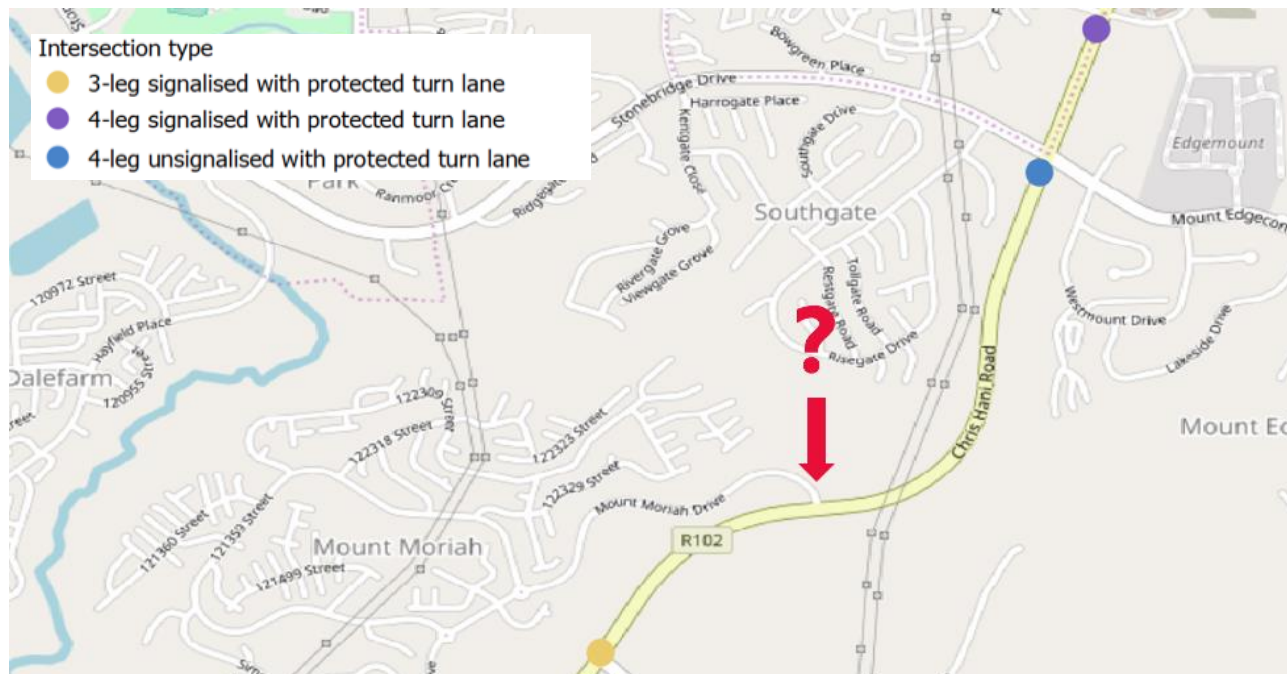 Intersection type
3-leg signalised with protected turn lane
4-leg signalised with protected turn lane
4-leg unsignalised with protected turn lane
Bowgreen Place
Stonebridge Drive
Harrogate Place
Kensgate Close
Southgate Drive
Edgemount
Park
Ranmoor
Southgate
Mount Edgecon
Rivergate Grove
Viewgate Grove
Restgate Road
Tollgate Road
Risegate Drive
?
Westmount Drive
Lakeside Drive
120972 Street
Hayfield Place
120955 Street
Dalefarm
treet
122309 Street
122318 Street
122323 Street
122329 Street
Chris Hani Road
Mount Ed
Mount Moriah Drive
R102
Mount Moriah
121360 Street
121359 Street
121499 Street